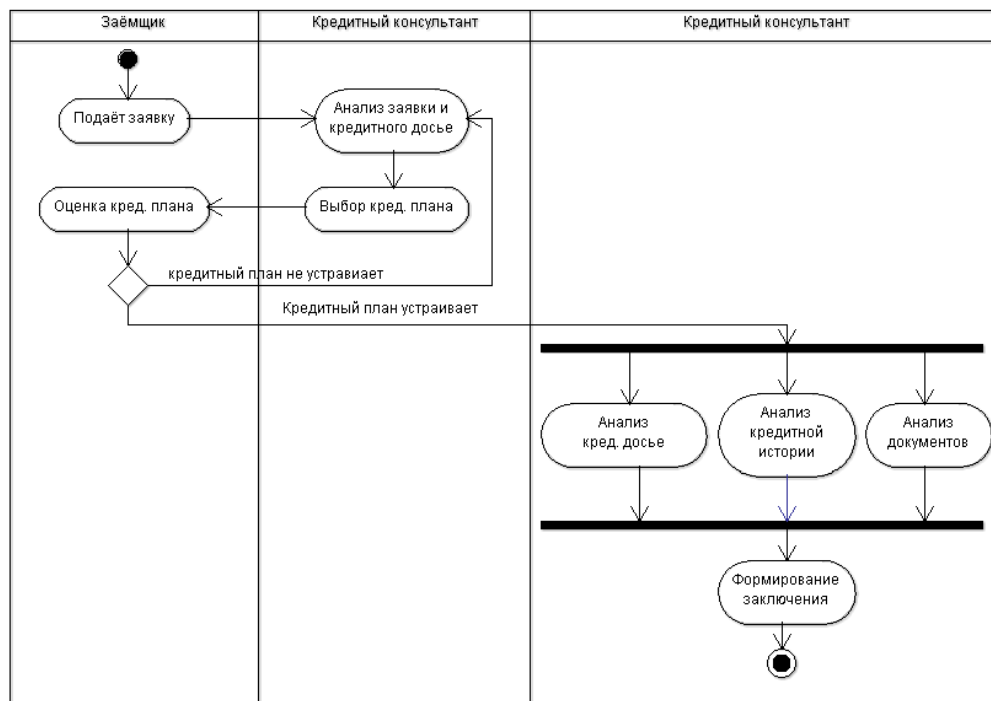 Заёмщик
Кредитный консультант
Кредитный консультант
Подаёт заявку
Анализ заявки и
кредитного досье
Оценка кред. плана
Выбор кред. плана
кредитный план не устравиает
Кредитный план устраивает
Анализ
кред. досье
Анализ
кредитной
истории
Анализ
документов
Формирование
заключения